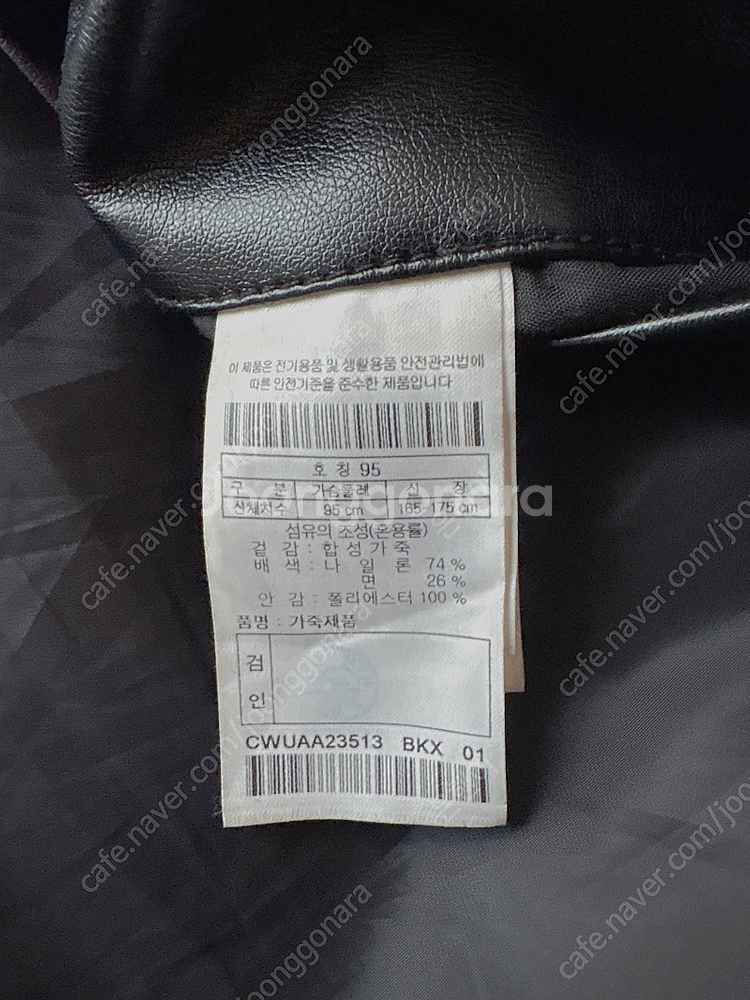 이 제품은 전기용품 및 생활용품 안전관리법에
따른 안전기준을 준수한 제품입니다
호 칭 95
구 분 가슴둘레 신 장
신체치수 95 cm 165-175 cm
섬유의 조성(혼용률)
겉 감 : 합 성 가 죽
배 색 : 나 일 론 74 %
면 26 %
안 감 : 폴리에스터 100 %
품명 : 가죽제품
검
인
CWUAA23513 BKX 01
joonggonara
cafe.naver.com/joonggonara